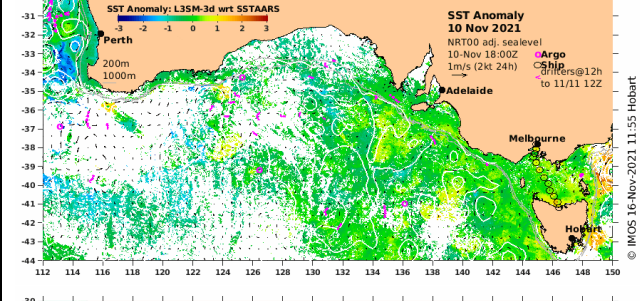 SST Anomaly: L3SM-3d wrt SSTAARS
-3 -2 -1 0 1 2 3
SST Anomaly
10 Nov 2021
NRT00 adj. sealevel
10-Nov 18:00Z
1m/s (2kt 24h)
Argo
Ship
drifters@12h
to 11/11 12Z
Perth
200m
1000m
Adelaide
Melbourne
Hobart
-31
-32
-33
-34
-35
-36
-37
-38
-39
-40
-41
-42
-43
-44
112 114 116 118 120 122 124 126 128 130 132 134 136 138 140 142 144 146 148 150
© IMOS 16-Nov-2021 11:55 Hobart